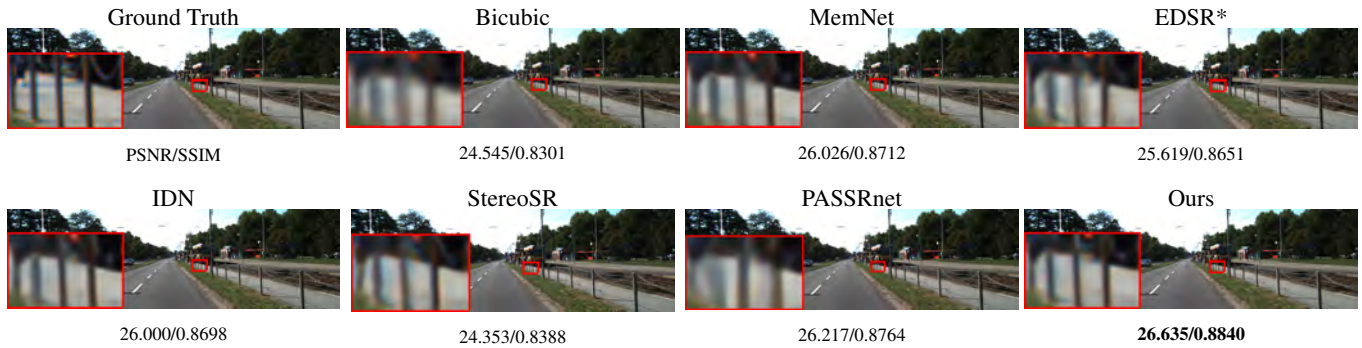 Ground Truth Bicubic MemNet EDSR*
PSNR/SSIM 24.545/0.8301 26.026/0.8712 25.619/0.8651
IDN StereoSR PASSRnet Ours
26.000/0.8698 24.353/0.8388 26.217/0.8764 26.635/0.8840